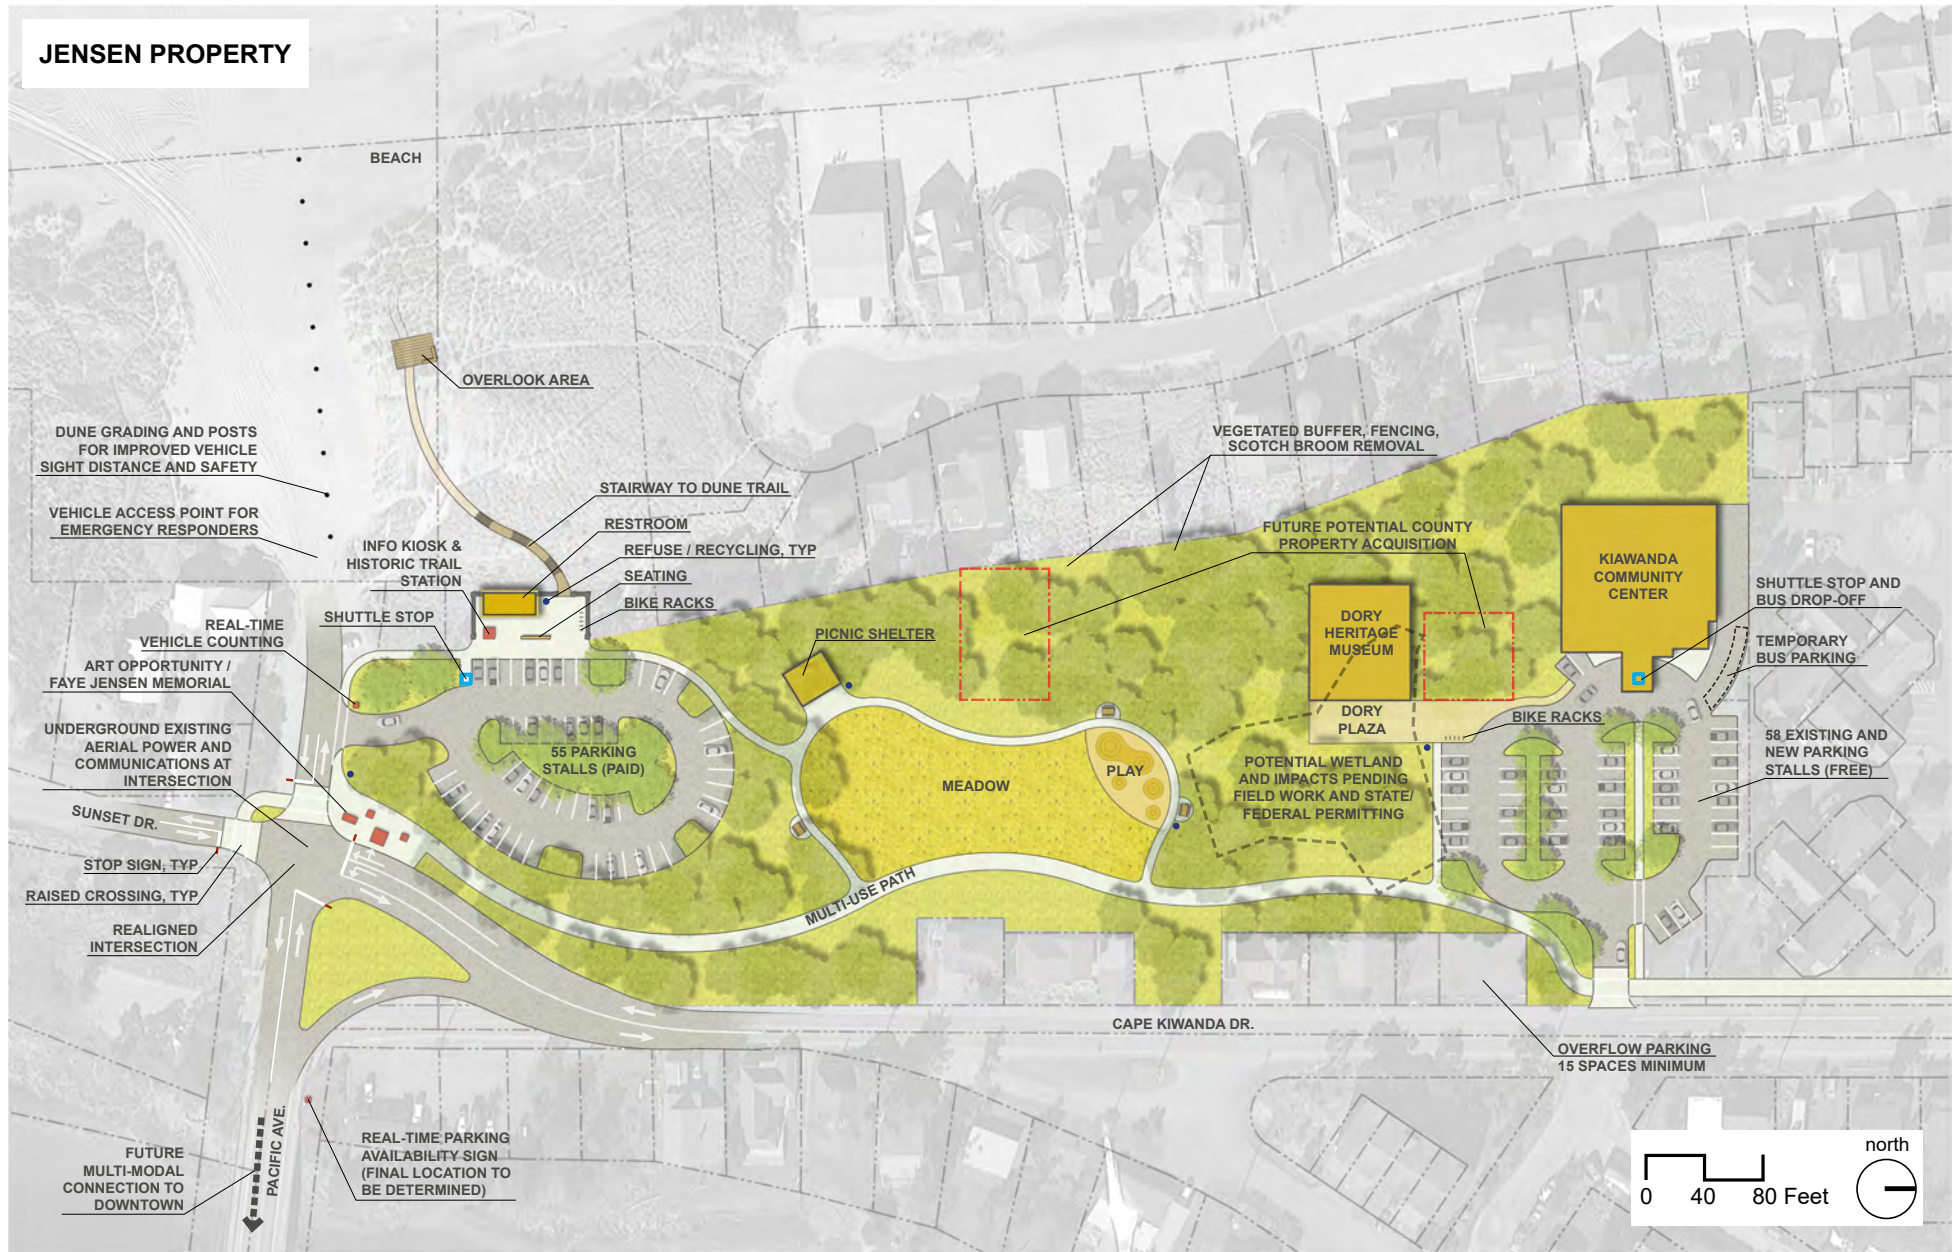 JENSEN PROPERTY
BEACH
OVERLOOK AREA
DUNE GRADING AND POSTS
FOR IMPROVED VEHICLE
SIGHT DISTANCE AND SAFETY
VEHICLE ACCESS POINT FOR
EMERGENCY RESPONDERS
INFO KIOSK &
HISTORIC TRAIL
STATION
SHUTTLE STOP
REAL-TIME
VEHICLE COUNTING
ART OPPORTUNITY /
FAYE JENSEN MEMORIAL
UNDERGROUND EXISTING
AERIAL POWER AND
COMMUNICATIONS AT
INTERSECTION
SUNSET DR.
STOP SIGN, TYP
RAISED CROSSING, TYP
REALIGNED
INTERSECTION
STAIRWAY TO DUNE TRAIL
RESTROOM
REFUSE / RECYCLING, TYP
SEATING
BIKE RACKS
PICNIC SHELTER
55 PARKING
STALLS (PAID)
MEADOW
PLAY
MULTI-USE PATH
VEGETATED BUFFER, FENCING,
SCOTCH BROOM REMOVAL
FUTURE POTENTIAL COUNTY
PROPERTY ACQUISITION
DORY
HERITAGE
MUSEUM
DORY
PLAZA
POTENTIAL WETLAND
AND IMPACTS PENDING
FIELD WORK AND STATE/
FEDERAL PERMITTING
KIAWANDA
COMMUNITY
CENTER
SHUTTLE STOP AND
BUS DROP-OFF
TEMPORARY
BUS PARKING
BIKE RACKS
58 EXISTING AND
NEW PARKING
STALLS (FREE)
CAPE KIWANDA DR.
OVERFLOW PARKING
15 SPACES MINIMUM
PACIFIC AVE.
FUTURE
MULTI-MODAL
CONNECTION TO
DOWNTOWN
REAL-TIME PARKING
AVAILABILITY SIGN
(FINAL LOCATION TO
BE DETERMINED)
north
0 40 80 Feet